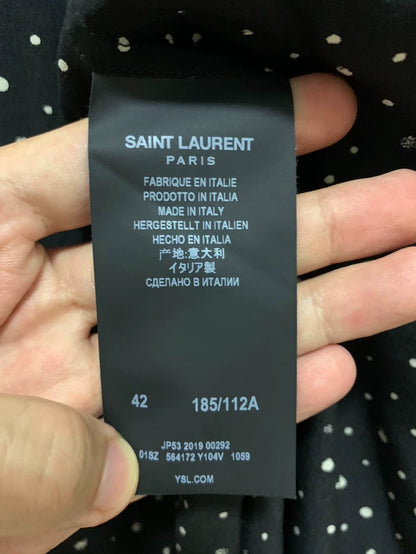 SAINT LAURENT
PARIS
FABRIQUE EN ITALIE
PRODOTTO IN ITALIA
MADE IN ITALY
HERGESTELLT IN ITALIEN
HECHO EN ITALIA
产地:意大利
イタリア製
СДЕЛАНО В ИТАЛИИ
42 185/112A
JP53 2019 00292
01SZ 564172 Y104V 1059
YSL.COM